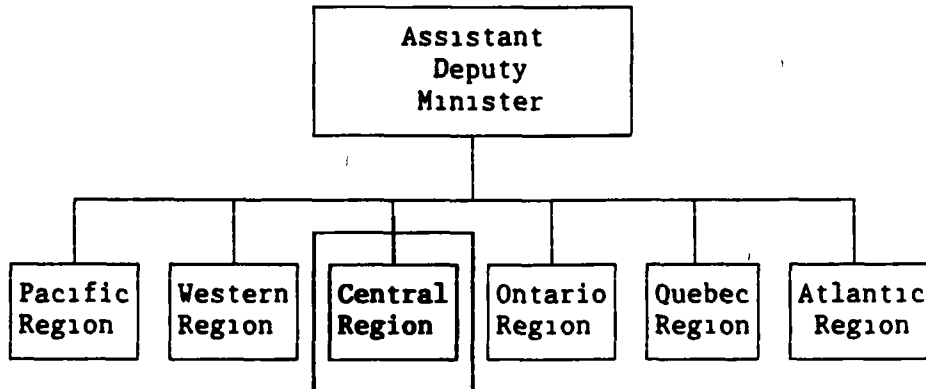 Assistant
Deputy
Minister
Pacific Region
Western Region
Central Region
Ontario Region
Quebec Region
Atlantic Region